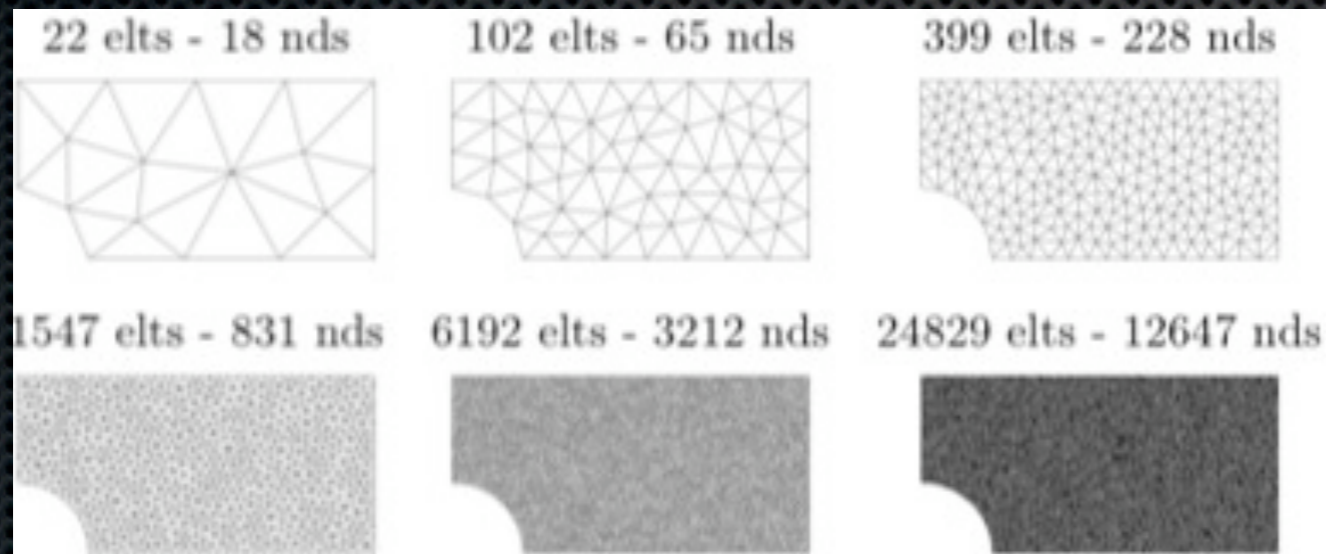 22 elts - 18 nds
102 elts - 65 nds
399 elts - 228 nds
1547 elts - 831 nds
6192 elts - 3212 nds
24829 elts - 12647 nds